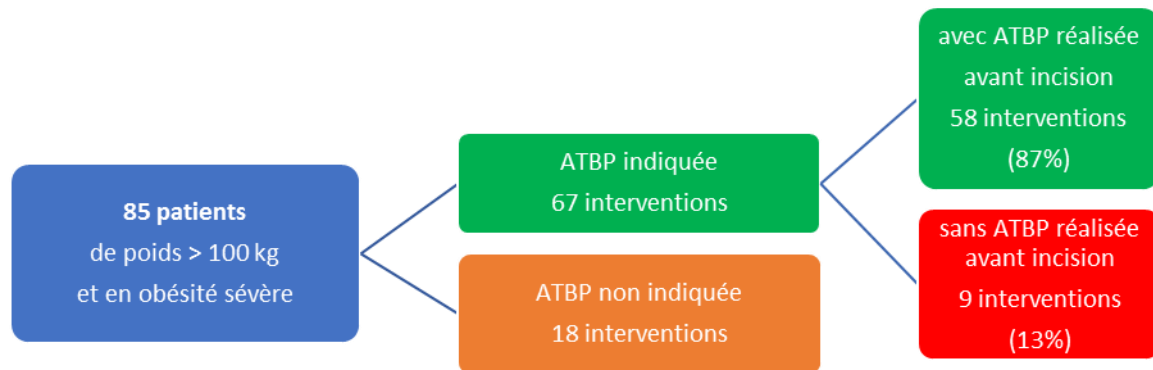 85 patients
de poids > 100 kg
et en obésité sévère
ATBP indiquée
67 interventions
ATBP non indiquée
18 interventions
avec ATBP réalisée
avant incision
58 interventions
(87%)
sans ATBP réalisée
avant incision
9 interventions
(13%)